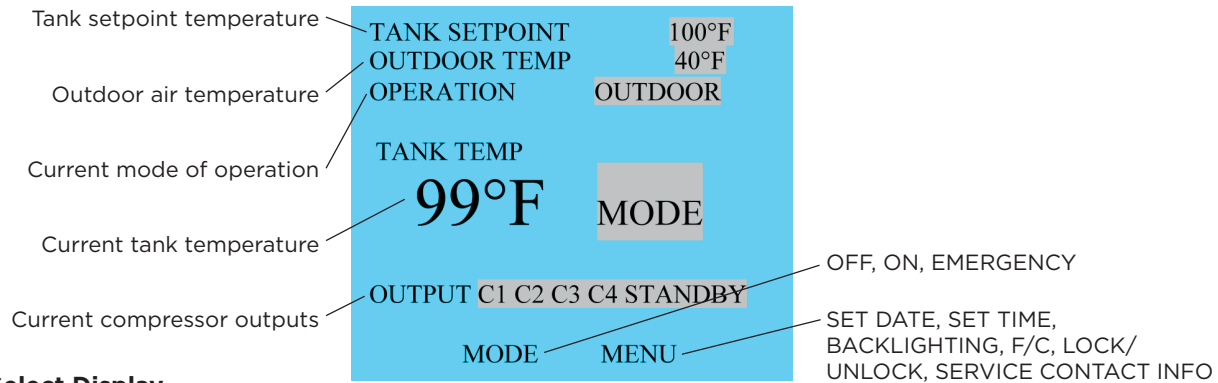 Tank setpoint temperature
Outdoor air temperature
Current mode of operation
Current tank temperature
Current compressor outputs
TANK SETPOINT 100°F
OUTDOOR TEMP 40°F
OPERATION OUTDOOR
TANK TEMP
99°F MODE
OUTPUT C1 C2 C3 C4 STANDBY
MODE MENU
OFF, ON, EMERGENCY
SET DATE, SET TIME,
BACKLIGHTING, F/C, LOCK/
UNLOCK, SERVICE CONTACT INFO